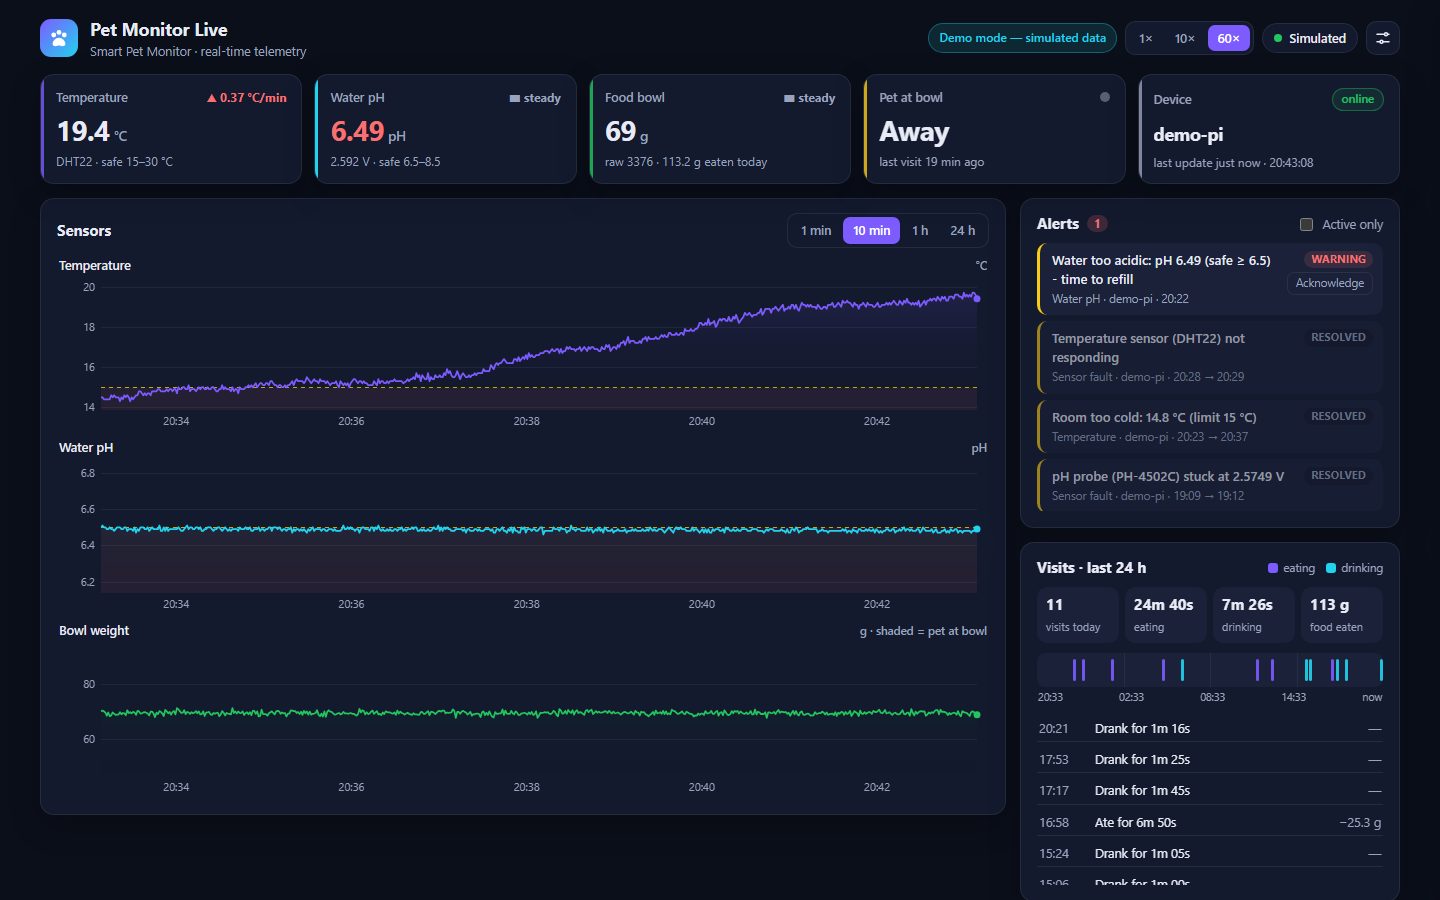 Pet Monitor Live
Smart Pet Monitor · real-time telemetry
Demo mode — simulated data
1× 10× 60×
Simulated
Temperature ▲ 0.37 °C/min
19.4 °C
DHT22 · safe 15–30 °C
Water pH steady
6.49 pH
2.592 V · safe 6.5–8.5
Food bowl steady
69 g
raw 3376 · 113.2 g eaten today
Pet at bowl
Away
last visit 19 min ago
Device online
demo-pi
last update just now · 20:43:08
Sensors
1 min 10 min 1 h 24 h
Temperature °C
20
18
16
14
20:34 20:36 20:38 20:40 20:42
Water pH pH
6.8
6.6
6.4
6.2
20:34 20:36 20:38 20:40 20:42
Bowl weight g · shaded = pet at bowl
80
60
20:34 20:36 20:38 20:40 20:42
Alerts 1 Active only
Water too acidic: pH 6.49 (safe ≥ 6.5) WARNING
- time to refill Acknowledge
Water pH · demo-pi · 20:22
Temperature sensor (DHT22) not RESOLVED
responding
Sensor fault · demo-pi · 20:28 → 20:29
Room too cold: 14.8 °C (limit 15 °C) RESOLVED
Temperature · demo-pi · 20:23 → 20:37
pH probe (PH-4502C) stuck at 2.5749 V RESOLVED
Sensor fault · demo-pi · 19:09 → 19:12
Visits · last 24 h eating drinking
11 24m 40s 7m 26s 113 g
visits today eating drinking food eaten
20:33 02:33 08:33 14:33 now
20:21 Drank for 1m 16s —
17:53 Drank for 1m 25s —
17:17 Drank for 1m 45s —
16:58 Ate for 6m 50s −25.3 g
15:24 Drank for 1m 05s —
15:06 Drank for 1m 00s